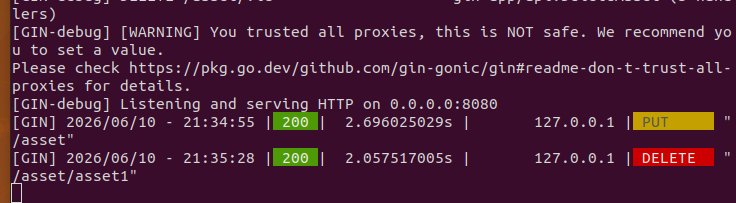 lers)
[GIN-debug] [WARNING] You trusted all proxies, this is NOT safe. We recommend yo
u to set a value.
Please check https://pkg.go.dev/github.com/gin-gonic/gin#readme-don-t-trust-all-
proxies for details.
[GIN-debug] Listening and serving HTTP on 0.0.0.0:8080
[GIN] 2026/06/10 - 21:34:55 | 200 |  2.696025029s |       127.0.0.1 | PUT      "
/asset"
[GIN] 2026/06/10 - 21:35:28 | 200 |  2.057517005s |       127.0.0.1 | DELETE   "
/asset/asset1"